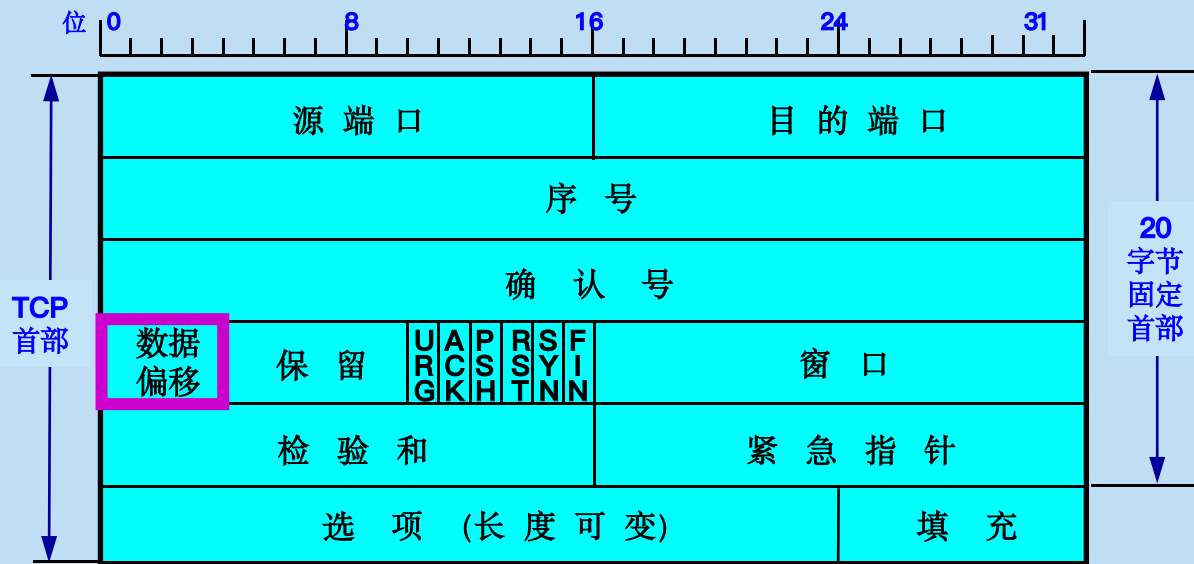 位 0 8 16 24 31
源端口 目的端口
序号
确认号
数据
偏移
保留
URG ACK PSH RST SYN FIN
窗口
检验和 紧急指针
选项 (长度可变) 填充
TCP
首部
20
字节
固定
首部